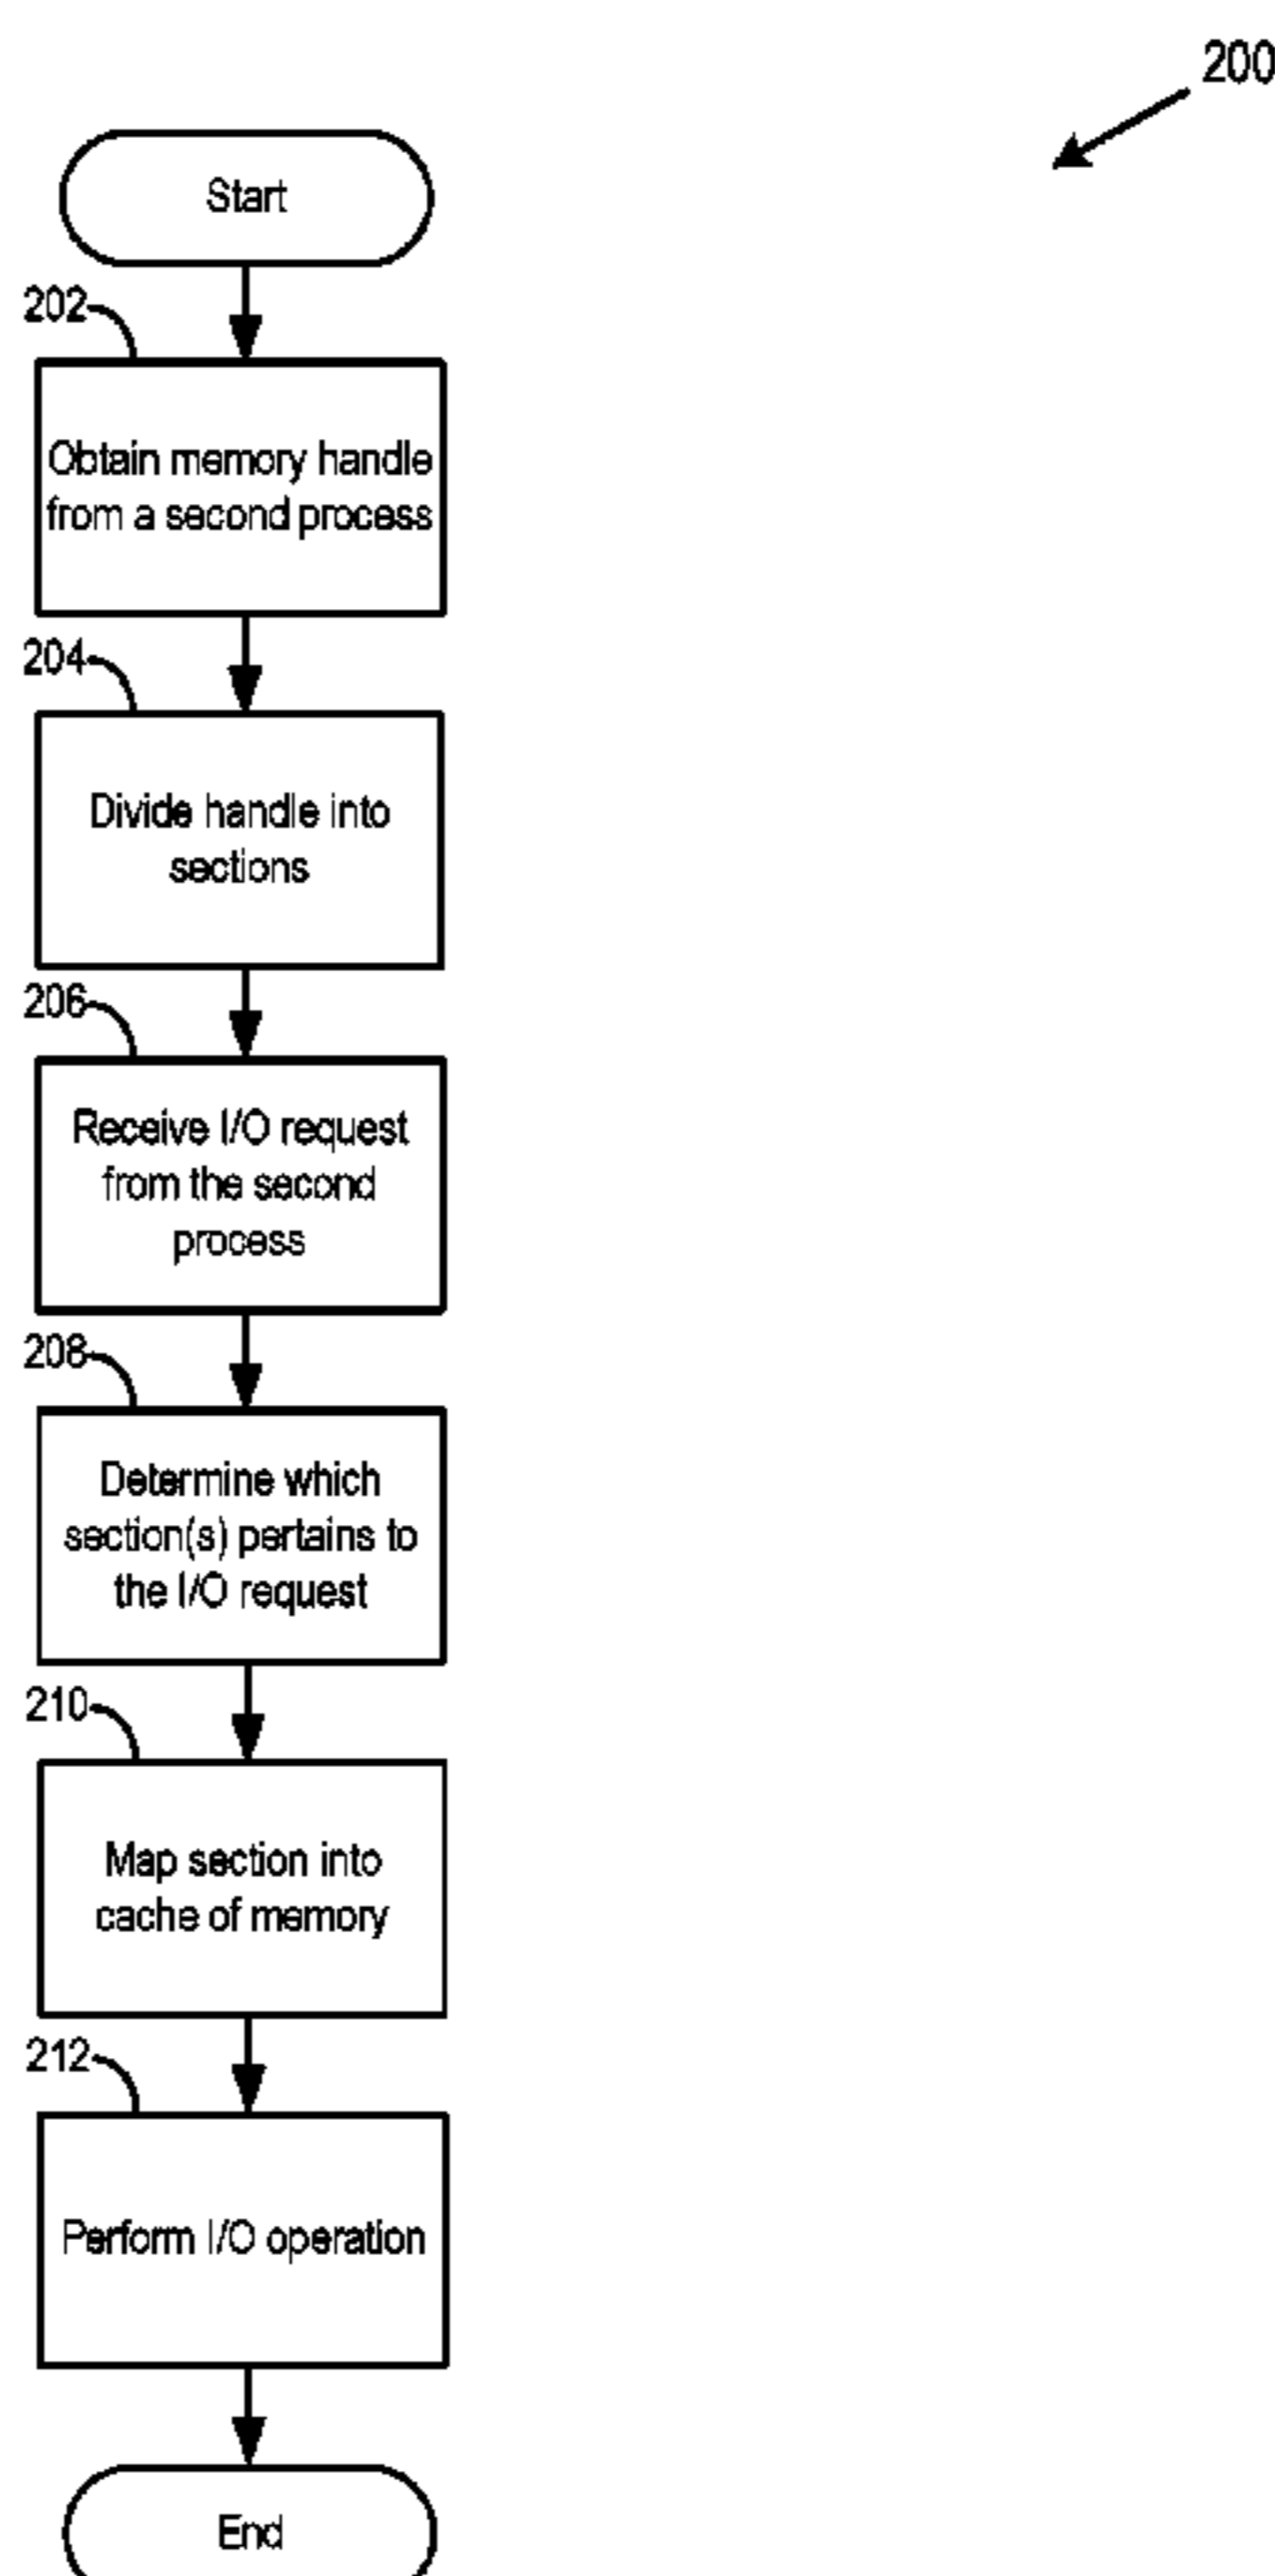 200
Start
202
Obtain memory handle
from a second process
204
Divide handle into
sections
206
Receive I/O request
from the second
process
208
Determine which
section(s) pertains to
the I/O request
210
Map section into
cache of memory
212
Perform I/O operation
End